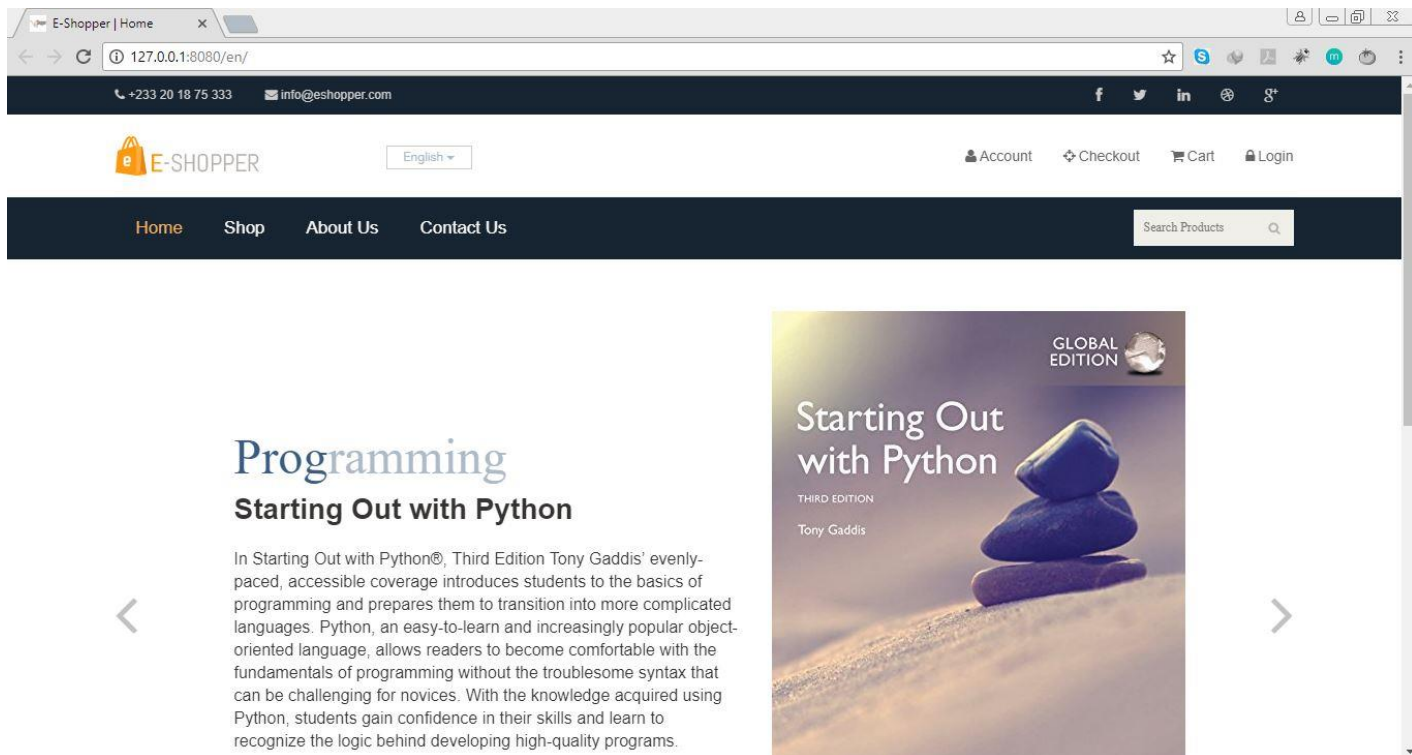 E-Shopper | Home
127.0.0.1:8080/en/
+233 20 18 75 333 info@eshopper.com
f in g+
e E-SHOPPER English Account Checkout Cart Login
Home Shop About Us Contact Us Search Products
GLOBAL
EDITION
Starting Out
with Python
THIRD EDITION
Tony Gaddis
Programming
Starting Out with Python
In Starting Out with Python®, Third Edition Tony Gaddis’ evenly-
paced, accessible coverage introduces students to the basics of
programming and prepares them to transition into more complicated
languages. Python, an easy-to-learn and increasingly popular object-
oriented language, allows readers to become comfortable with the
fundamentals of programming without the troublesome syntax that
can be challenging for novices. With the knowledge acquired using
Python, students gain confidence in their skills and learn to
recognize the logic behind developing high-quality programs.